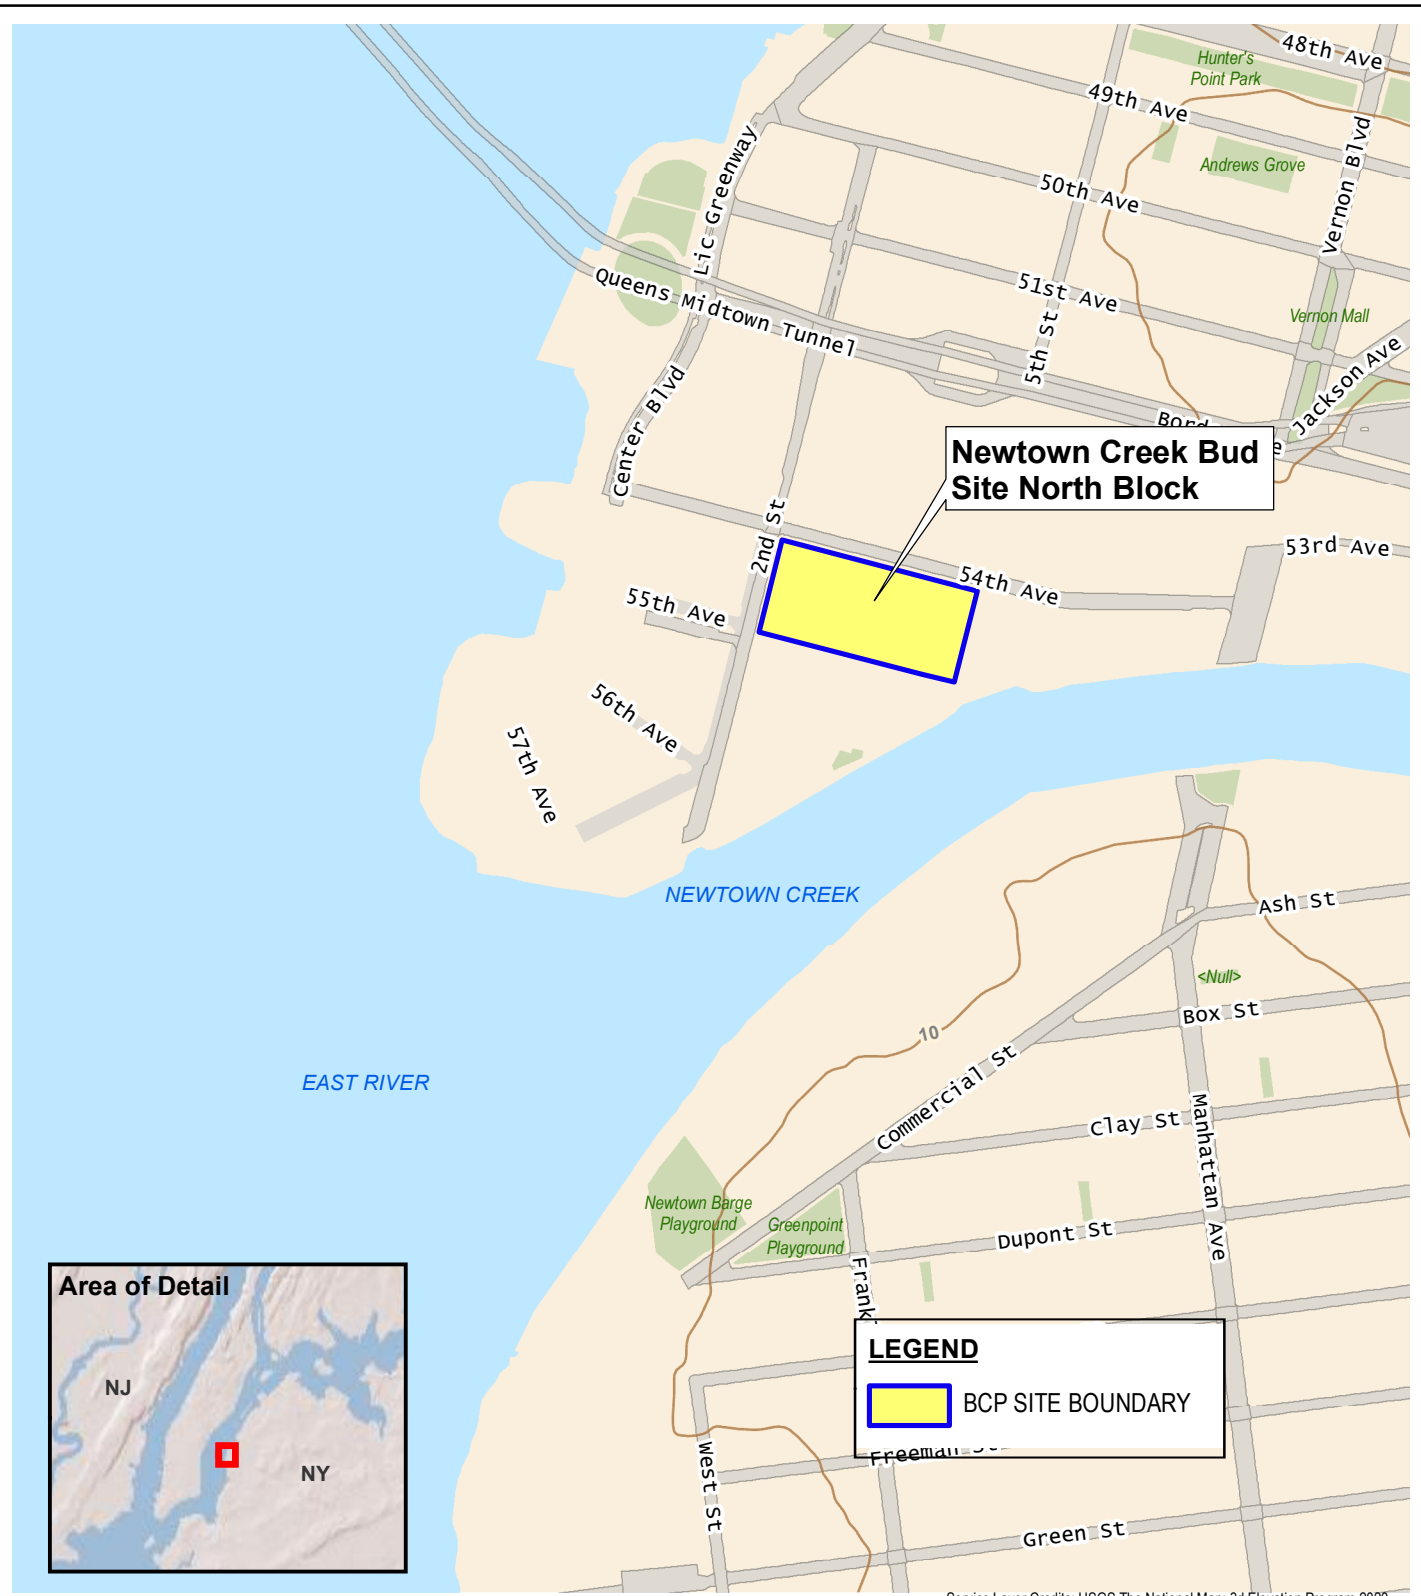 48th Ave
Hunter's
Point Park
49th Ave
Vernon Blvd
Andrews Grove
Lic Greenway
50th Ave
51st Ave
Queens Midtown Tunnel
Vernon Mall
5th St
Jackson Ave
Center Blvd
Newtown Creek Bud
Site North Block
2nd St
53rd Ave
54th Ave
55th Ave
56th Ave
57th Ave
NEWTOWN CREEK
Ash St
<Null>
Box St
10
Commercial St
EAST RIVER
Manhattan Ave
Clay St
Newtown Barge
Playground
Greenpoint
Playground
Dupont St
Frank
Area of Detail
NJ
NY
LEGEND
BCP SITE BOUNDARY
Freeman
West St
Green St